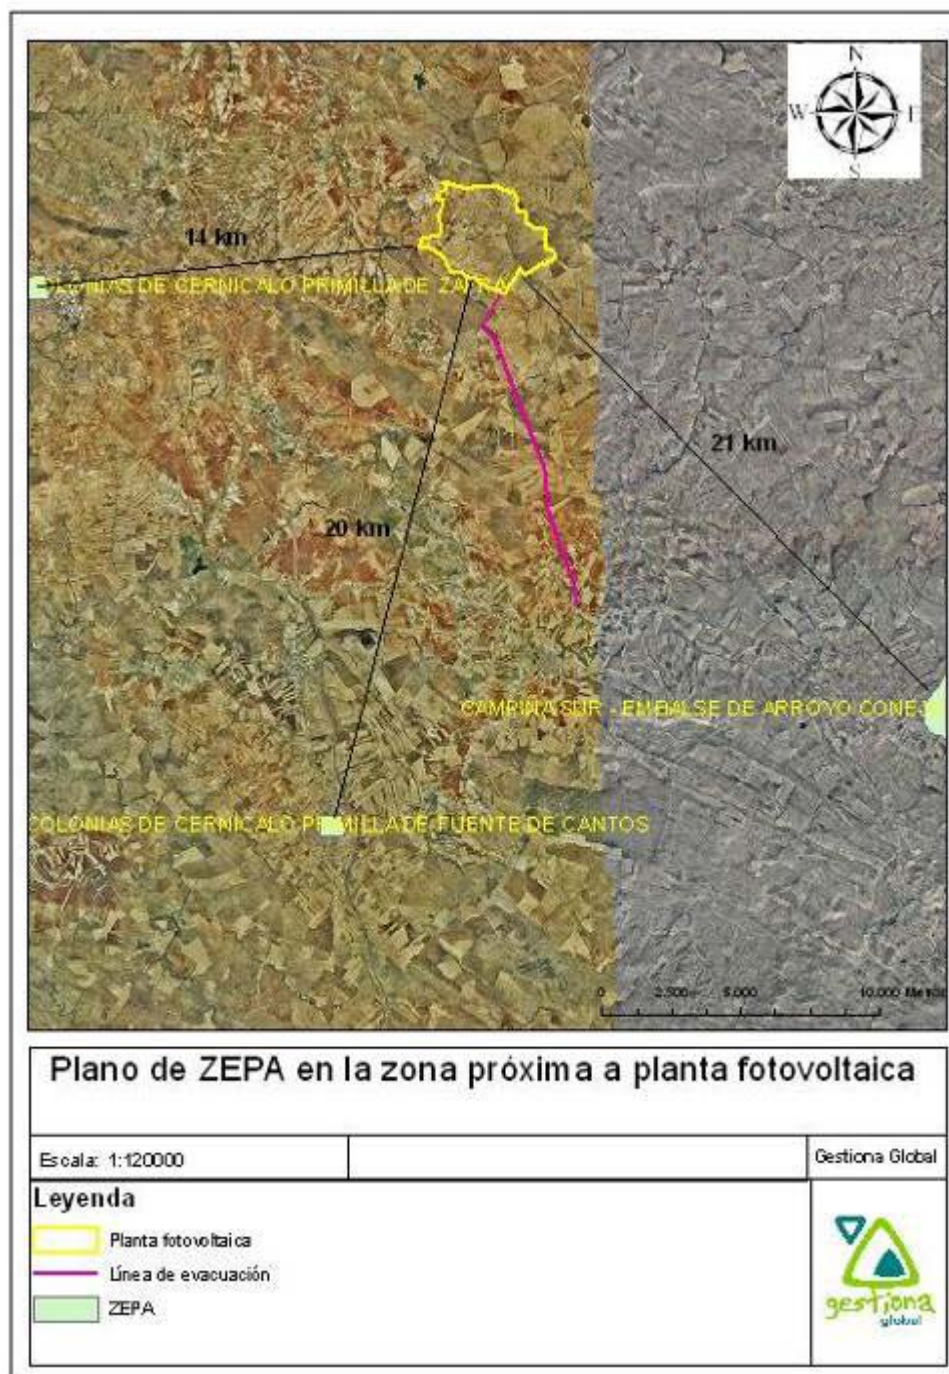 N
W E
S
14 km
COLONIAS DE CERNICALO PRIMILLA DE ZAFRA
21 km
20 km
CAMPIÑA SUR - EMBALSE DE ARROYO CONEJ
COLONIAS DE CERNICALO PRIMILLA DE FUENTE DE CANTOS
0 2.500 5.000 10.000 Metros
Plano de ZEPA en la zona próxima a planta fotovoltaica
Escala: 1:120000
Gestiona Global
Leyenda
Planta fotovoltaica
Línea de evacuación
ZEPA
gestiona
global